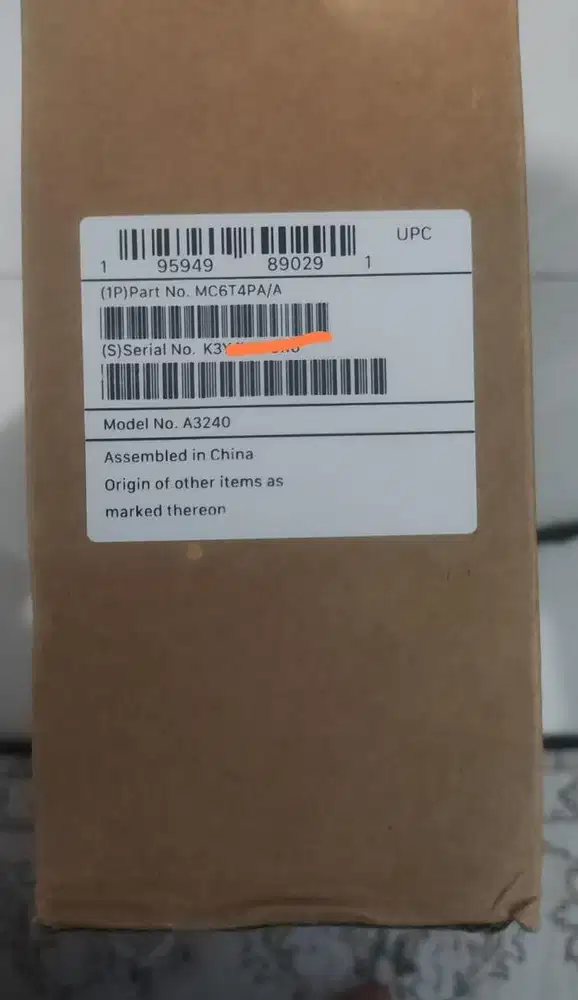 UPC
1 95949 89029 1
(1P)Part No. MC6T4PA/A
(S)Serial No. K3Y
Model No. A3240
Assembled in China
Origin of other items as
marked thereon